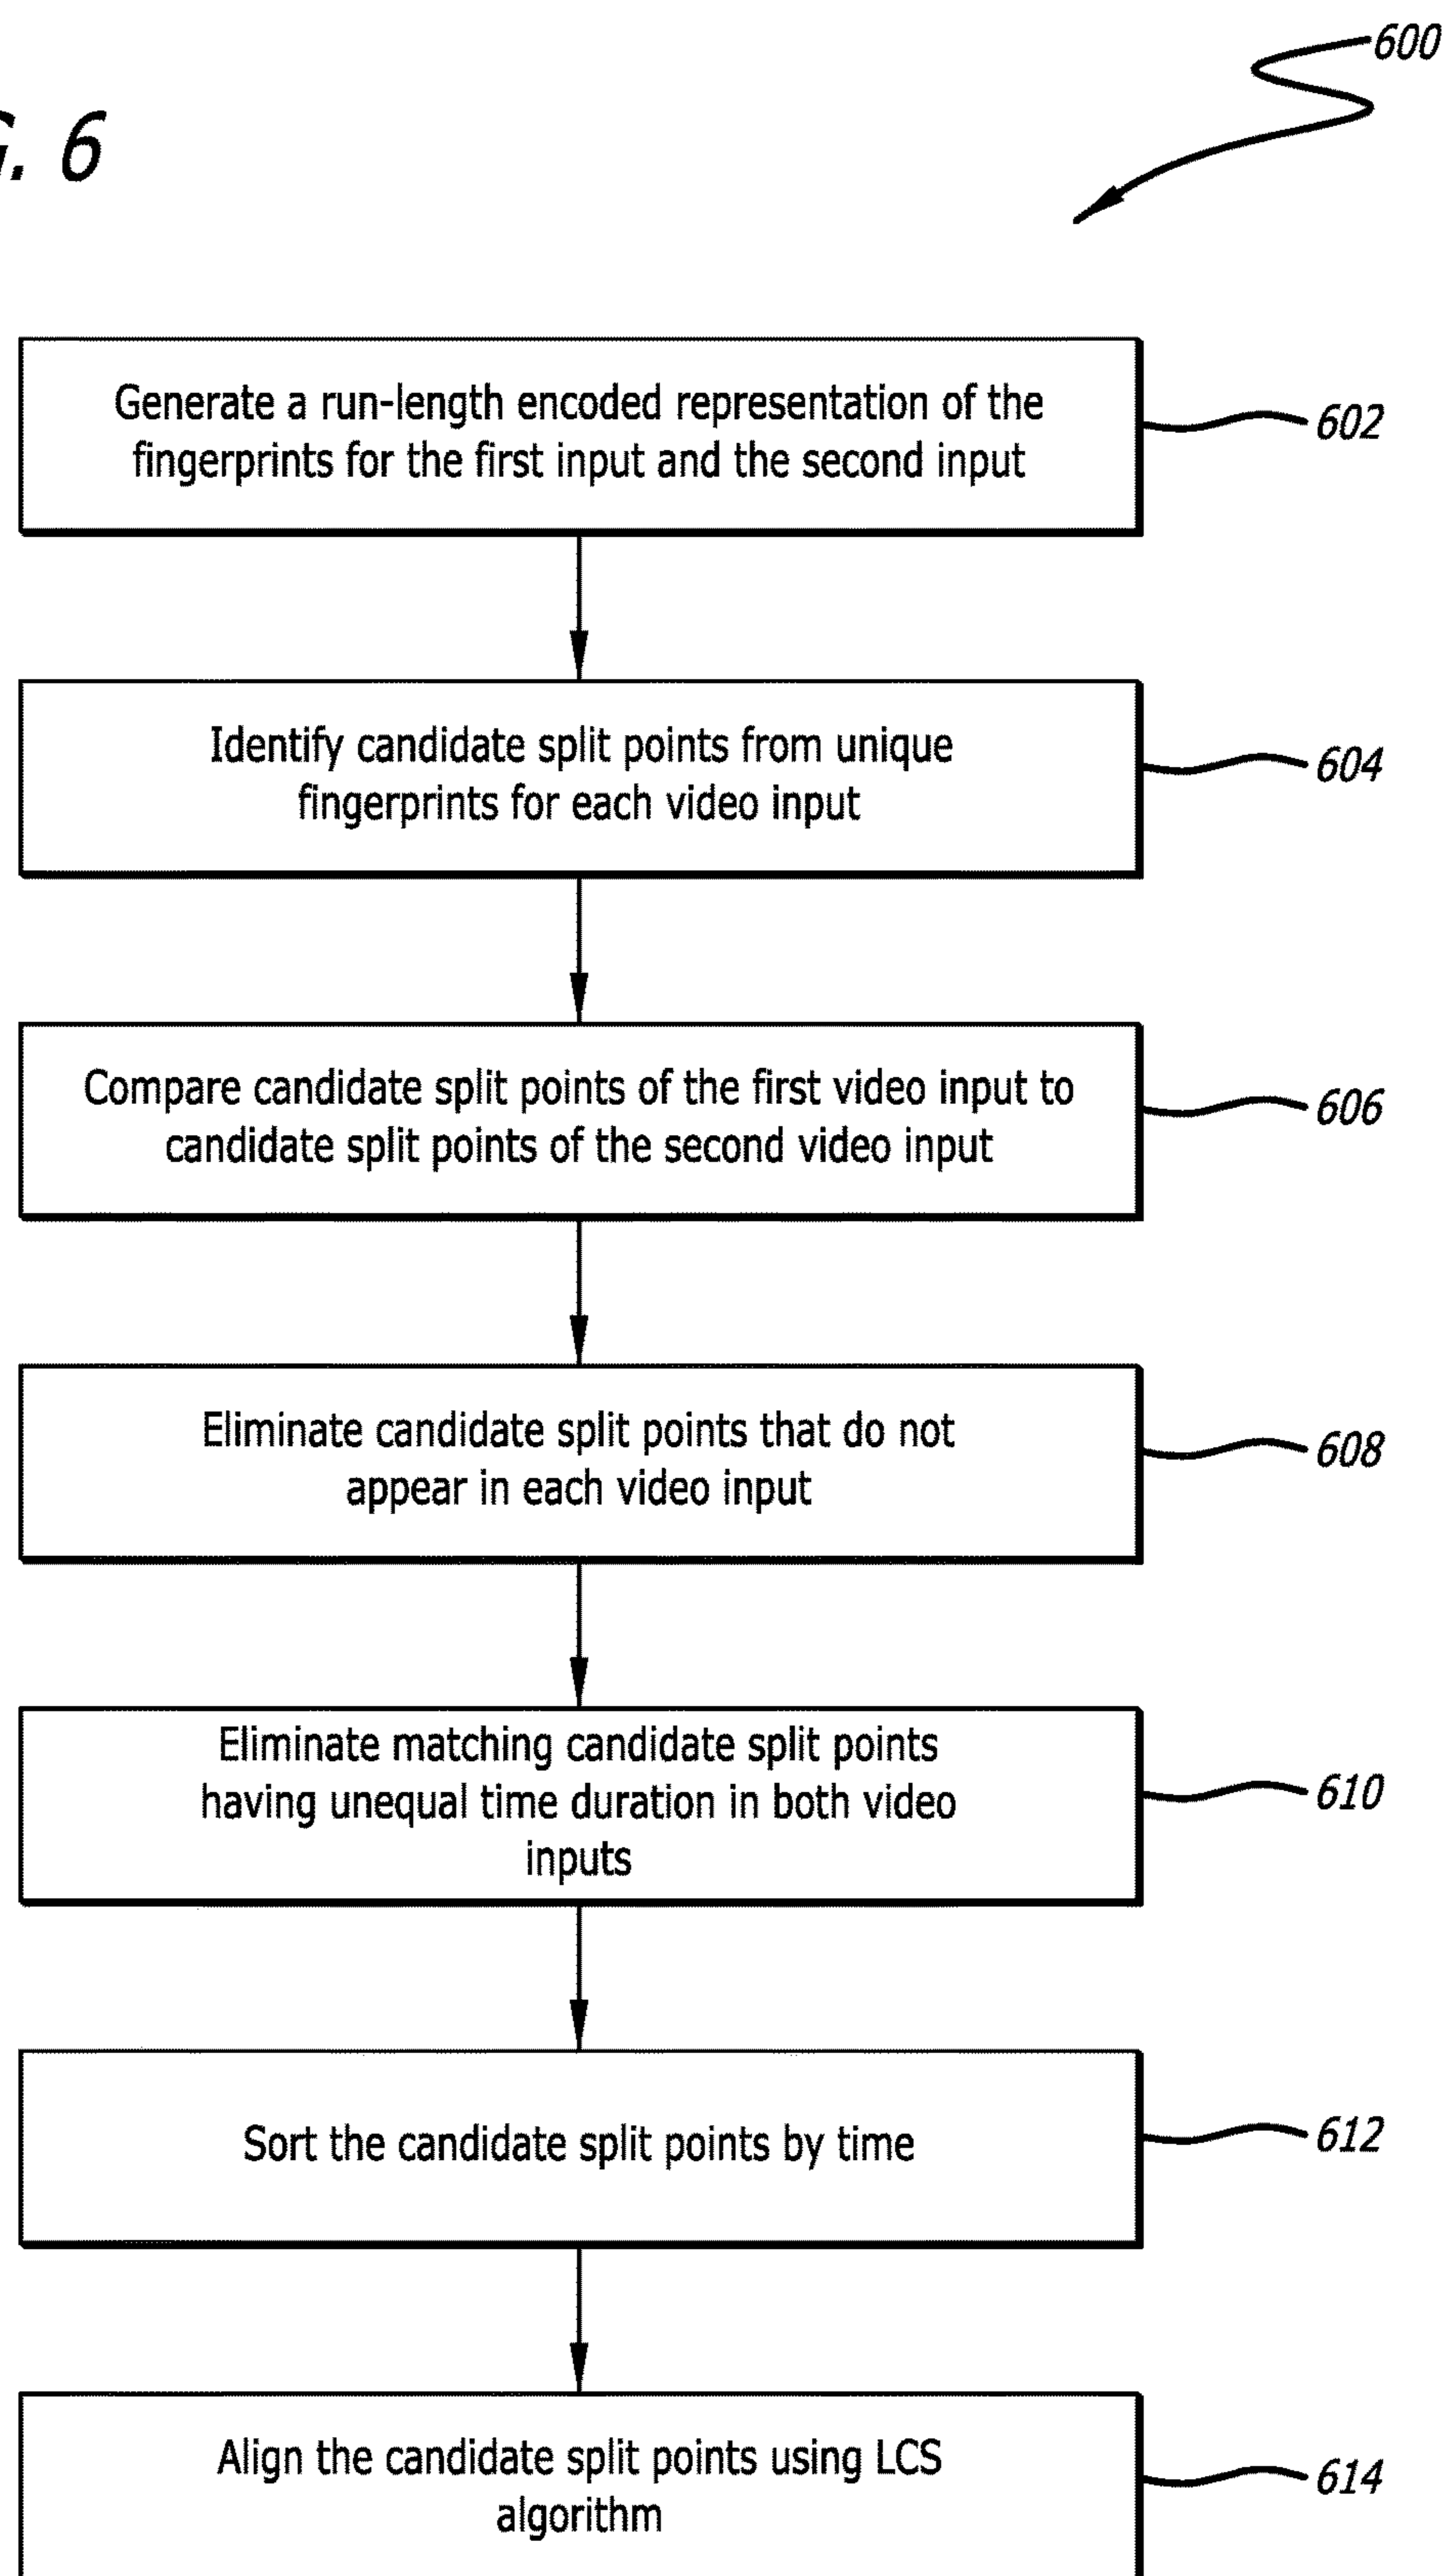 600
G. 6
Generate a run-length encoded representation of the
fingerprints for the first input and the second input
602
Identify candidate split points from unique
fingerprints for each video input
604
Compare candidate split points of the first video input to
candidate split points of the second video input
606
Eliminate candidate split points that do not
appear in each video input
608
Eliminate matching candidate split points
having unequal time duration in both video
inputs
610
Sort the candidate split points by time
612
Align the candidate split points using LCS
algorithm
614